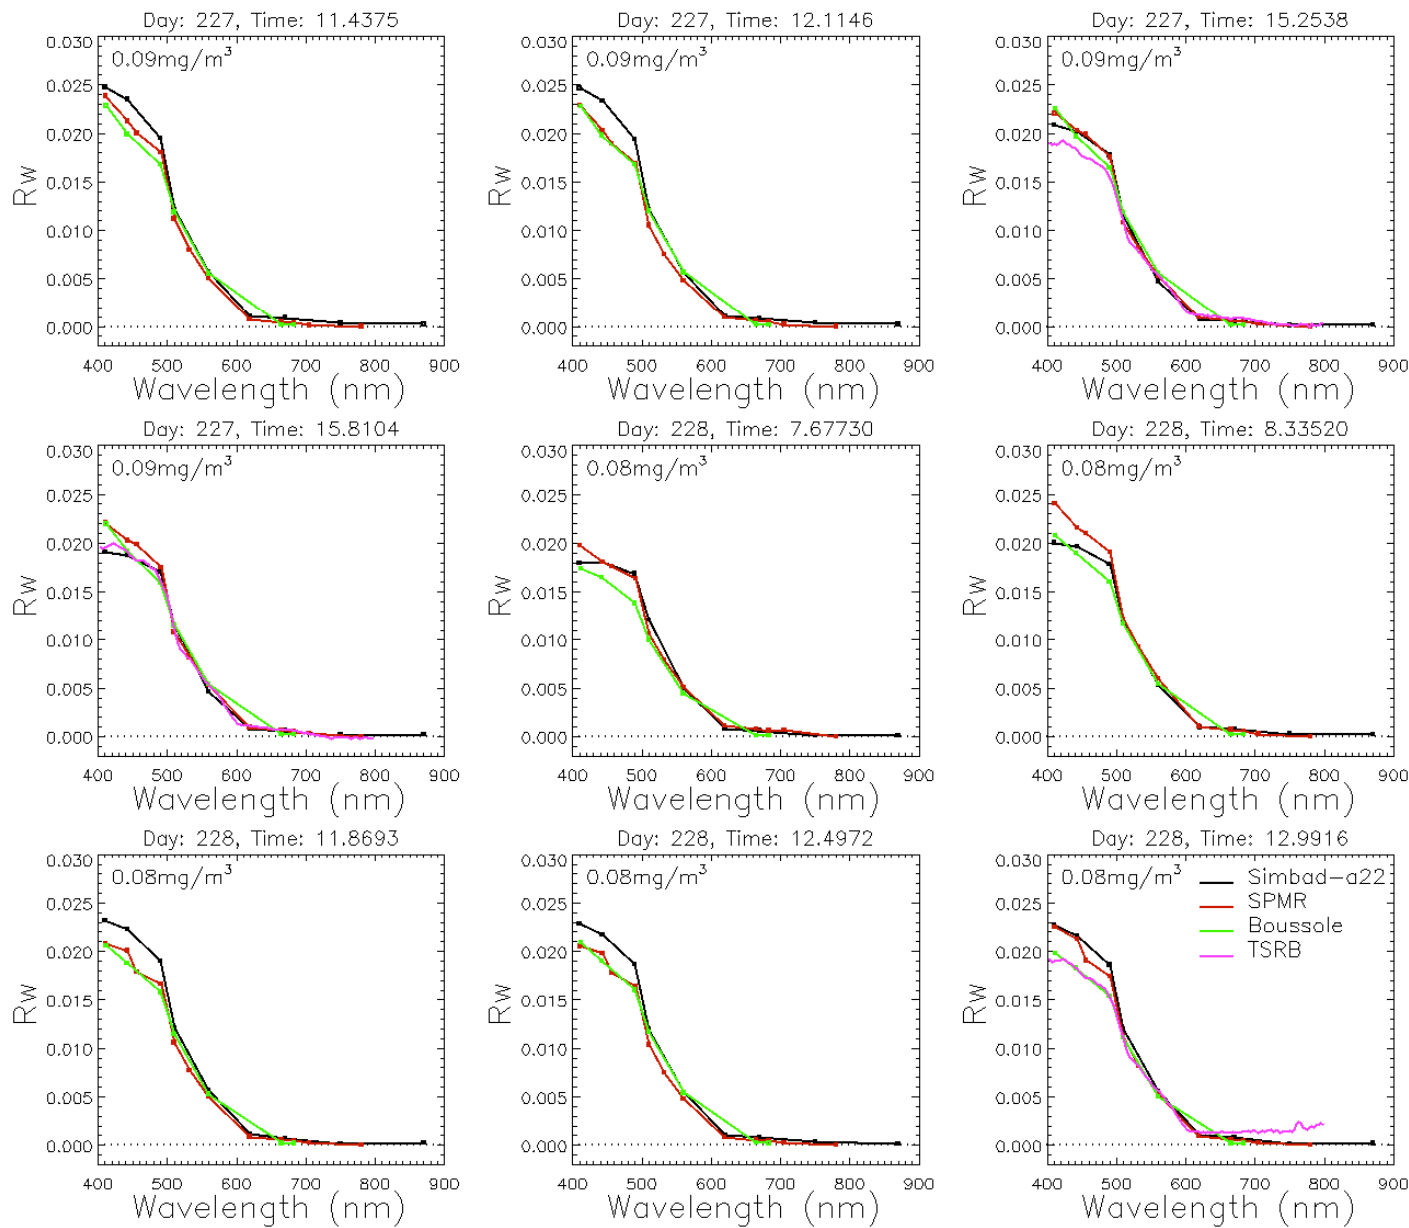 Day: 227, Time: 11.4375
0.09mg/m³
0.030
0.025
0.020
0.015
0.010
0.005
0.000
Rw
400 500 600 700 800 900
Wavelength (nm)
Day: 227, Time: 12.1146
0.09mg/m³
0.030
0.025
0.020
0.015
0.010
0.005
0.000
Rw
400 500 600 700 800 900
Wavelength (nm)
Day: 227, Time: 15.2538
0.09mg/m³
0.030
0.025
0.020
0.015
0.010
0.005
0.000
Rw
400 500 600 700 800 900
Wavelength (nm)
Day: 227, Time: 15.8104
0.09mg/m³
0.030
0.025
0.020
0.015
0.010
0.005
0.000
Rw
400 500 600 700 800 900
Wavelength (nm)
Day: 228, Time: 7.67730
0.08mg/m³
0.030
0.025
0.020
0.015
0.010
0.005
0.000
Rw
400 500 600 700 800 900
Wavelength (nm)
Day: 228, Time: 8.33520
0.08mg/m³
0.030
0.025
0.020
0.015
0.010
0.005
0.000
Rw
400 500 600 700 800 900
Wavelength (nm)
Day: 228, Time: 11.8693
0.08mg/m³
0.030
0.025
0.020
0.015
0.010
0.005
0.000
Rw
400 500 600 700 800 900
Wavelength (nm)
Day: 228, Time: 12.4972
0.08mg/m³
0.030
0.025
0.020
0.015
0.010
0.005
0.000
Rw
400 500 600 700 800 900
Wavelength (nm)
Day: 228, Time: 12.9916
0.08mg/m³
Simbad-a22
SPMR
Boussole
TSRB
0.030
0.025
0.020
0.015
0.010
0.005
0.000
Rw
400 500 600 700 800 900
Wavelength (nm)